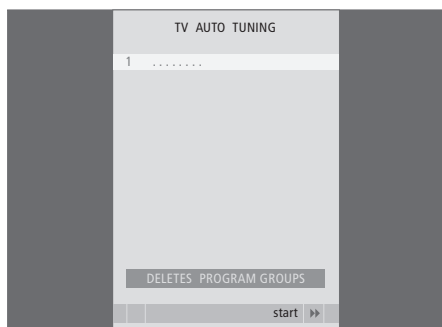 TV AUTO TUNING
1 ........
DELETES PROGRAM GROUPS
start